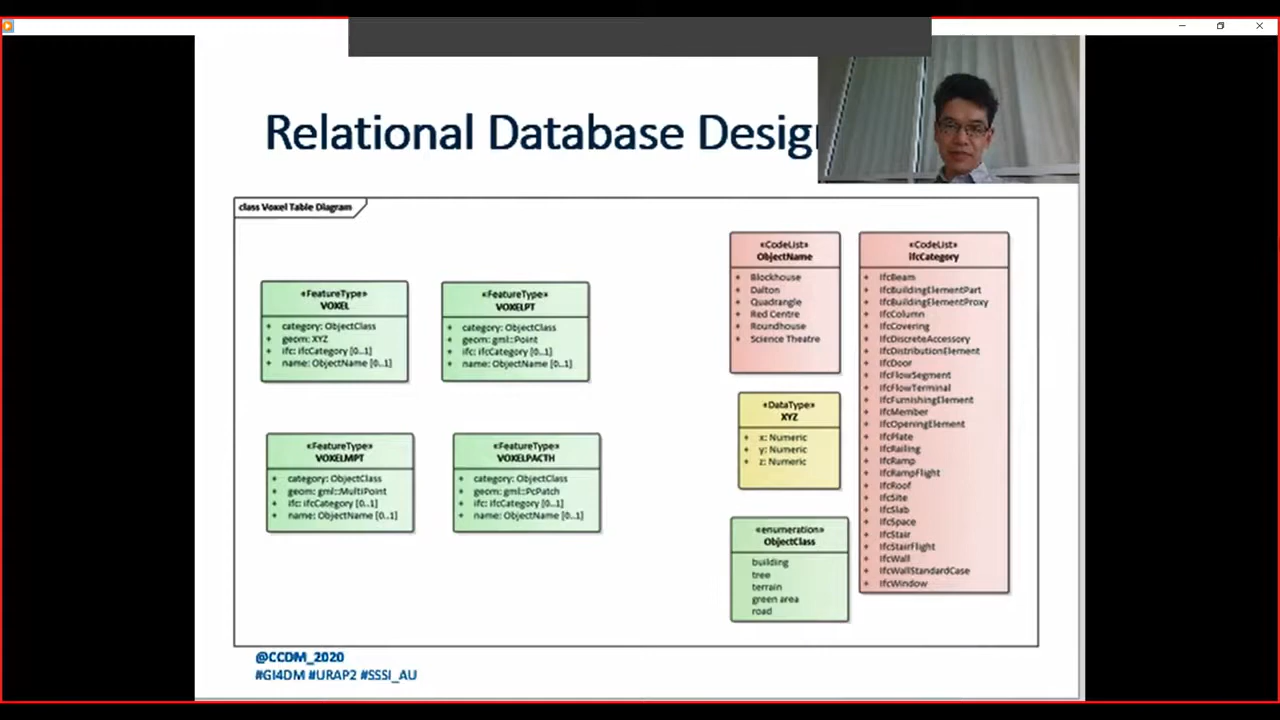 Relational Database Desig
class Voxel Table Diagram
«FeatureType»
VOXEL
+ category: ObjectClass
+ geom: XYZ
+ ifc: ifcCategory [0..1]
+ name: ObjectName [0..1]
«FeatureType»
VOXELPT
+ category: ObjectClass
+ geom: gml::Point
+ ifc: ifcCategory [0..1]
+ name: ObjectName [0..1]
«FeatureType»
VOXELMPT
+ category: ObjectClass
+ geom: gml::MultiPoint
+ ifc: ifcCategory [0..1]
+ name: ObjectName [0..1]
«FeatureType»
VOXELPACTH
+ category: ObjectClass
+ geom: gml::PcPatch
+ ifc: ifcCategory [0..1]
+ name: ObjectName [0..1]
«CodeList»
ObjectName
+ Blockhouse
+ Dalton
+ Quadrangle
+ Red Centre
+ Roundhouse
+ Science Theatre
«DataType»
XYZ
+ x: Numeric
+ y: Numeric
+ z: Numeric
«enumeration»
ObjectClass
building
tree
terrain
green area
road
«CodeList»
ifcCategory
+ IfcBeam
+ IfcBuildingElementPart
+ IfcBuildingElementProxy
+ IfcColumn
+ IfcCovering
+ IfcDiscreteAccessory
+ IfcDistributionElement
+ IfcDoor
+ IfcFlowSegment
+ IfcFlowTerminal
+ IfcFurnishingElement
+ IfcMember
+ IfcOpeningElement
+ IfcPlate
+ IfcRailing
+ IfcRamp
+ IfcRampFlight
+ IfcRoof
+ IfcSite
+ IfcSlab
+ IfcSpace
+ IfcStair
+ IfcStairFlight
+ IfcWall
+ IfcWallStandardCase
+ IfcWindow
@CCDM_2020
#GI4DM #URAP2 #SSSI_AU